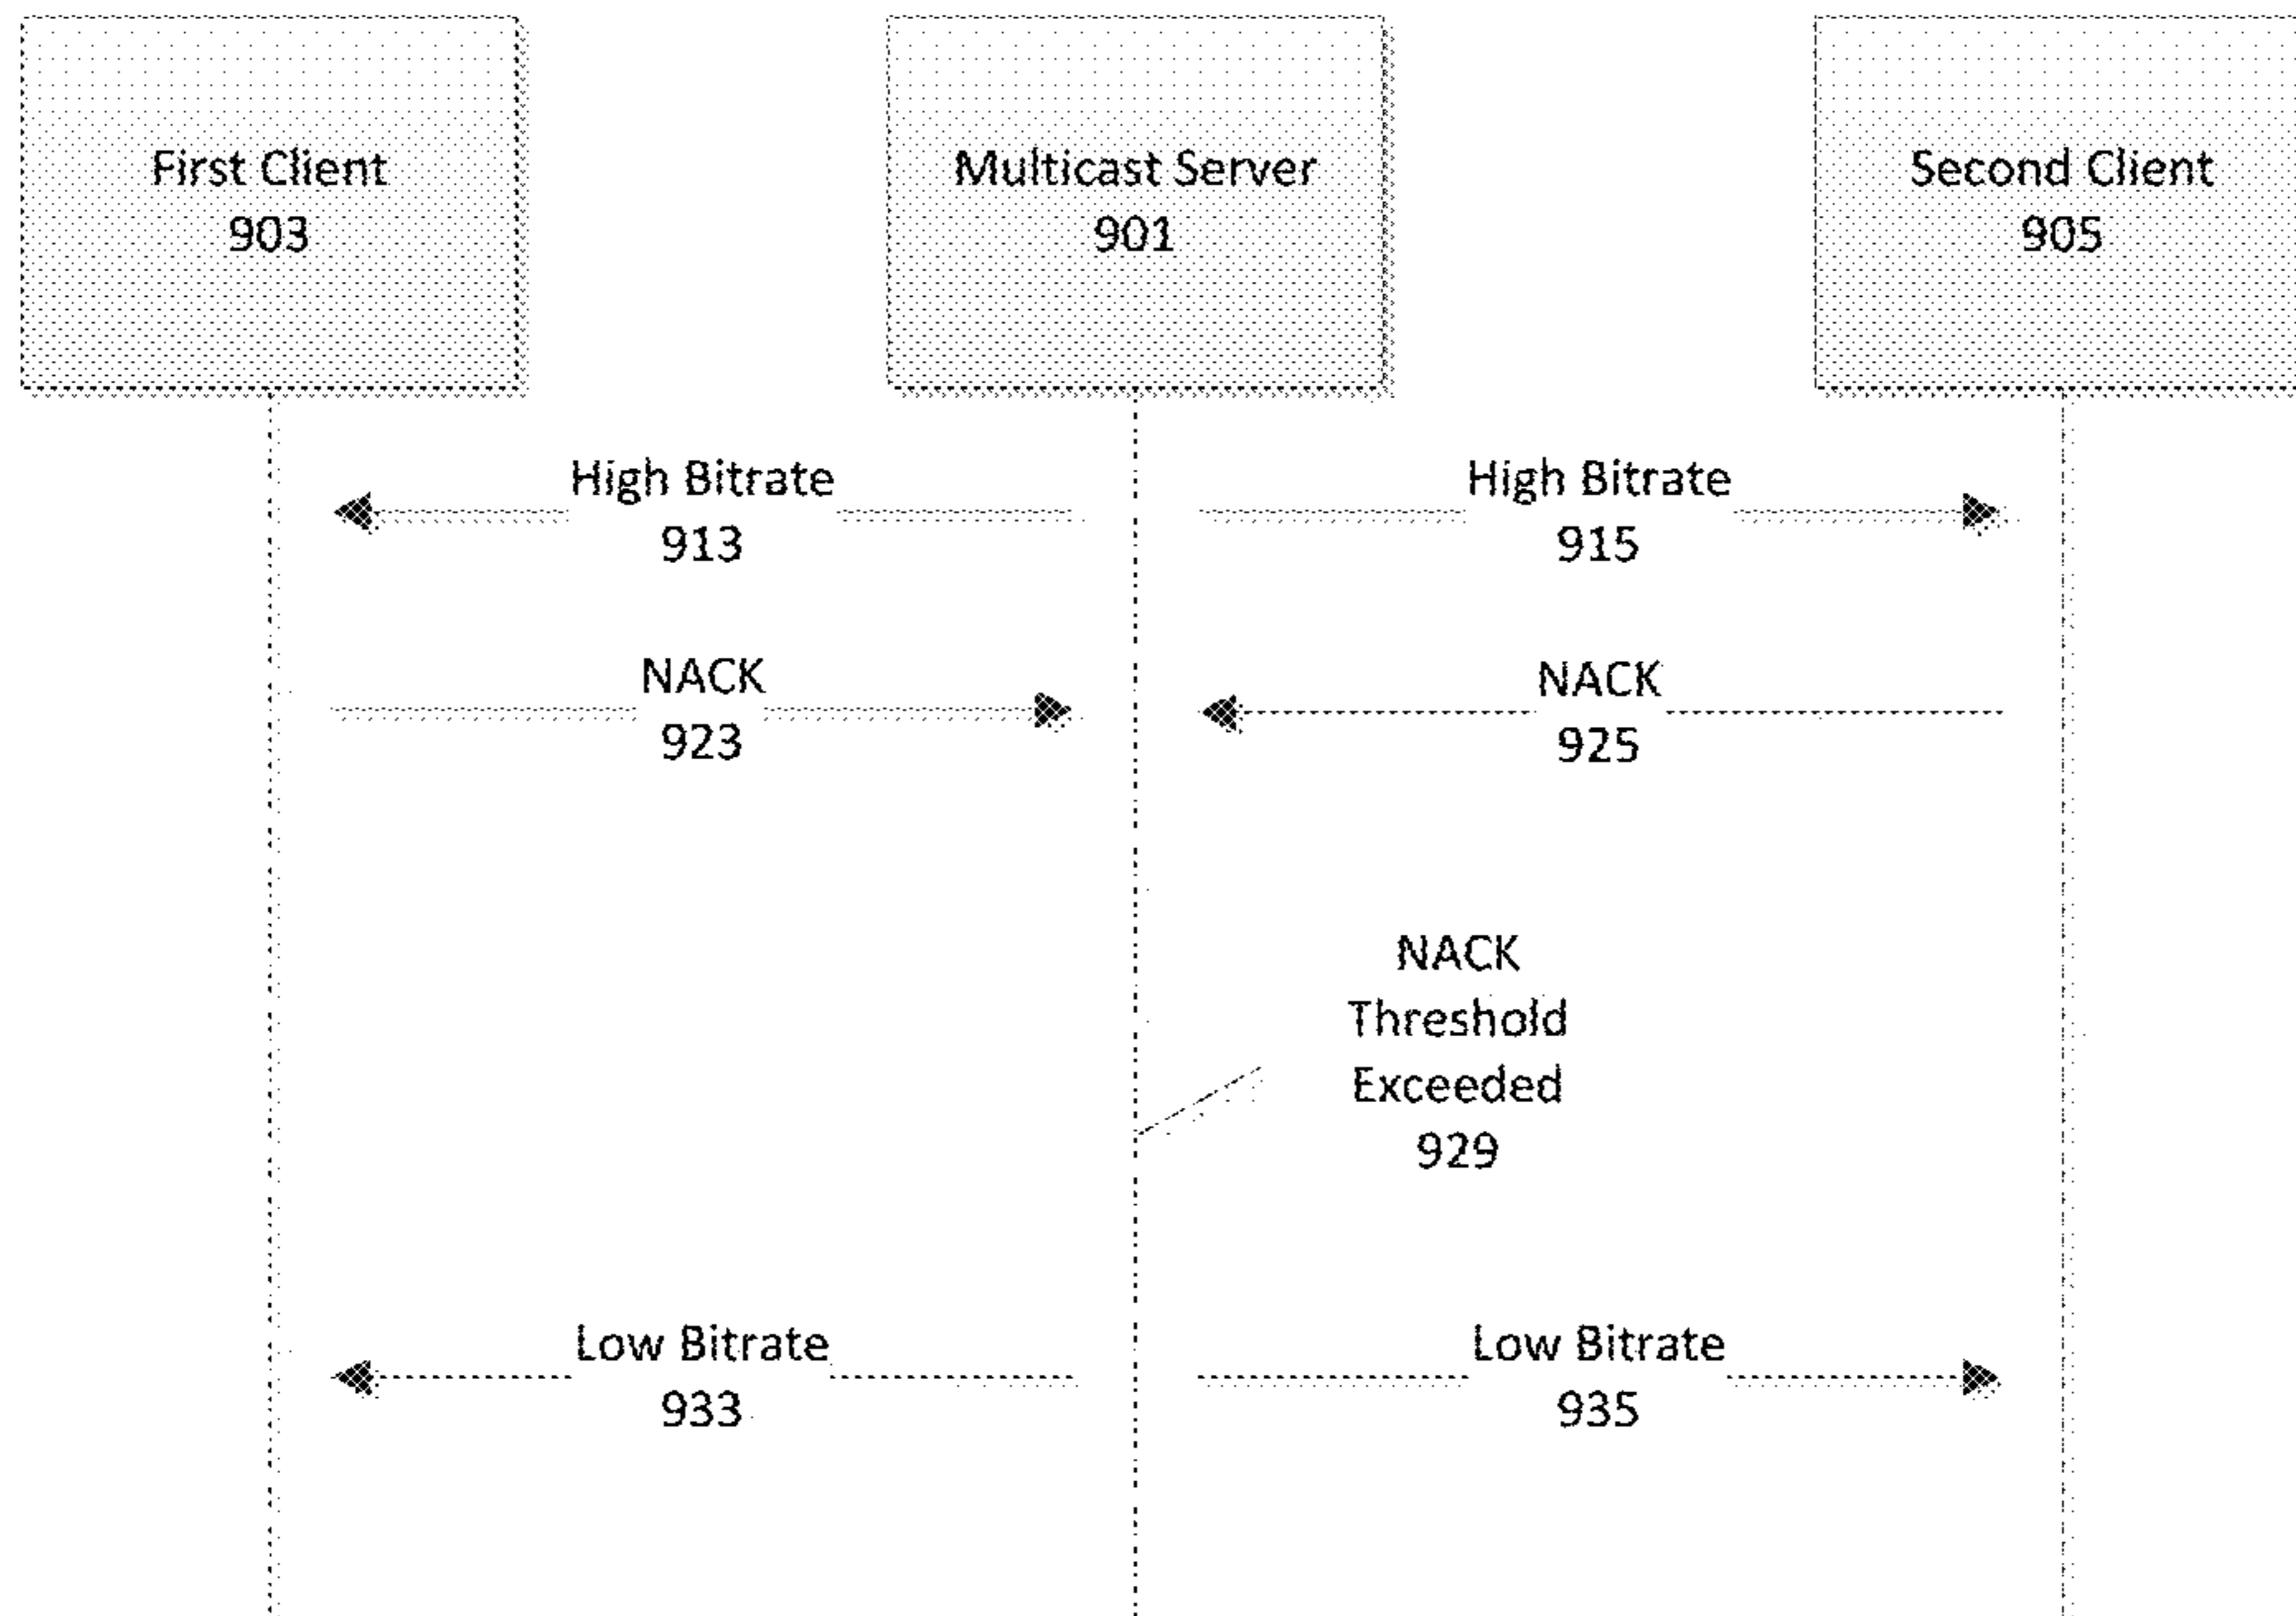 First Client
903
Multicast Server
901
Second Client
905
High Bitrate
913
High Bitrate
915
NACK
923
NACK
925
NACK
Threshold
Exceeded
929
Low Bitrate
933
Low Bitrate
935